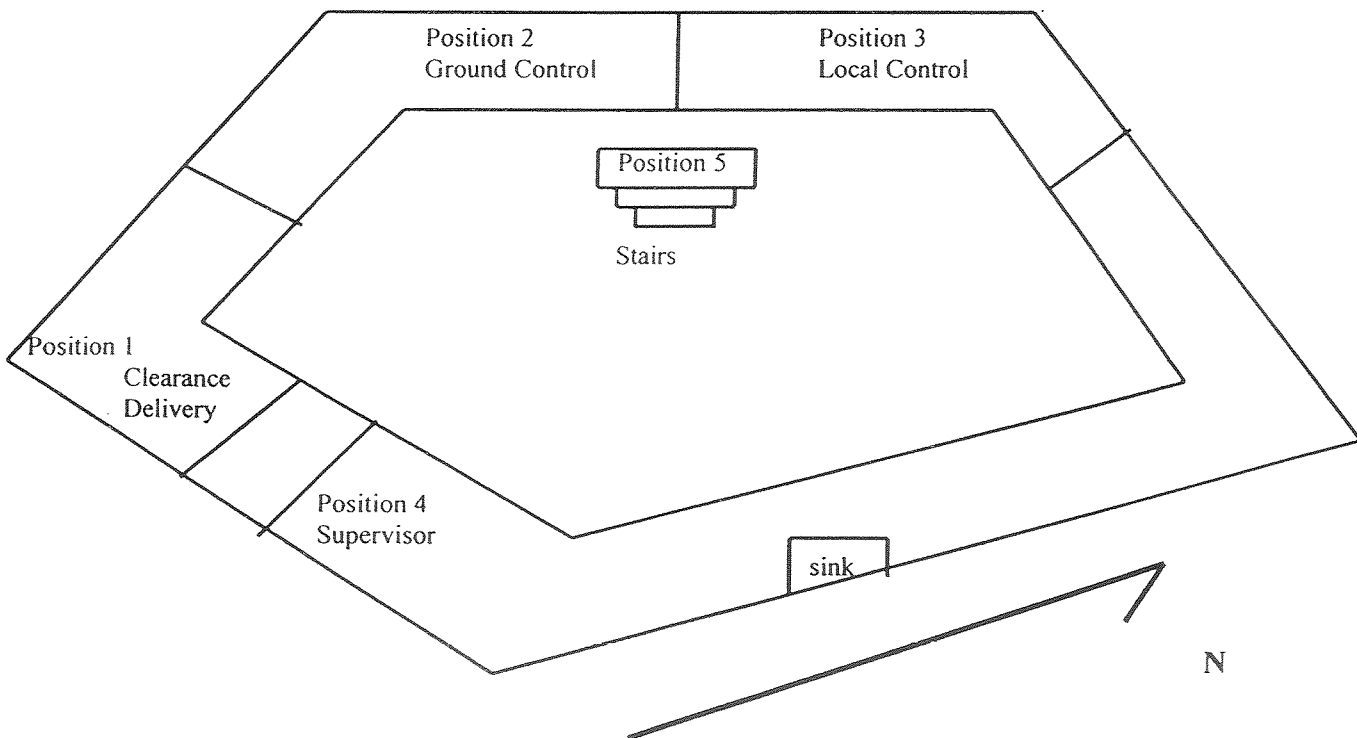 Position 2
Ground Control
Position 3
Local Control
Position 5
Stairs
Position 1
Clearance
Delivery
Position 4
Supervisor
sink
N